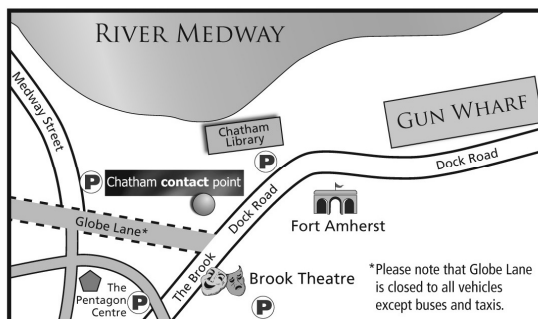 RIVER MEDWAY
Medway Street
Chatham
Library
GUN WHARF
P
Dock Road
P
Chatham contact point
Dock Road
Fort Amherst
Globe Lane*
The Brook
Brook Theatre
*Please note that Globe Lane
is closed to all vehicles
except buses and taxis.
The
Pentagon
Centre
P
P